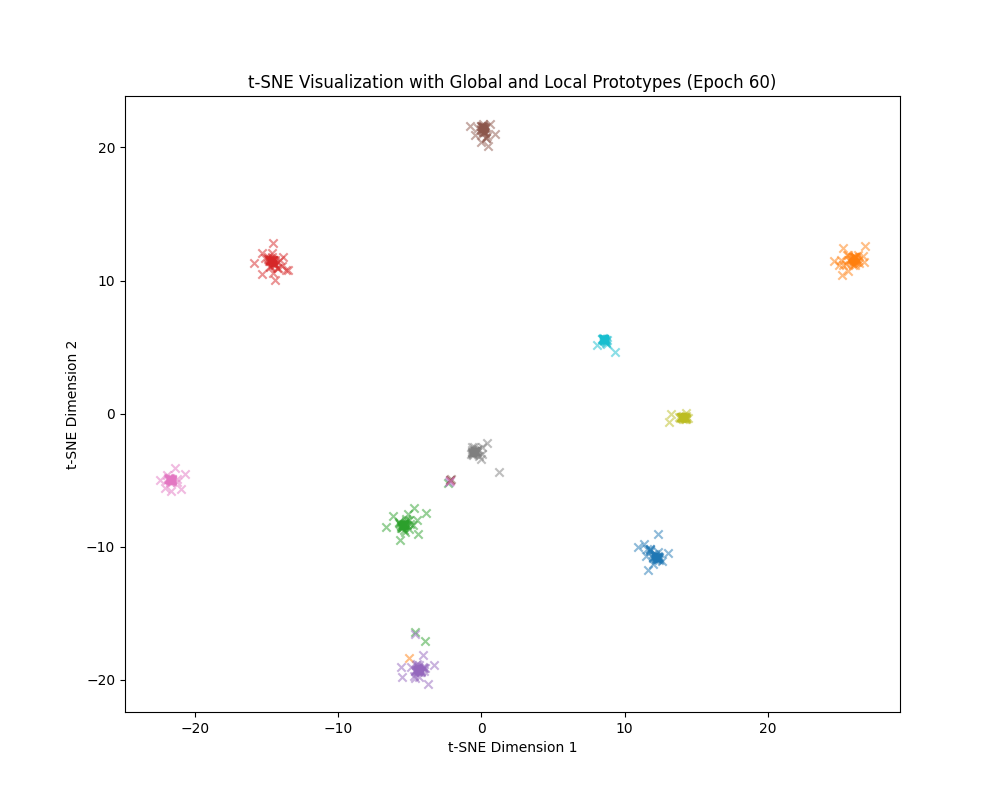 t-SNE Visualization with Global and Local Prototypes (Epoch 60)
20
10
0
−10
−20
t-SNE Dimension 2
−20 −10 0 10 20
t-SNE Dimension 1